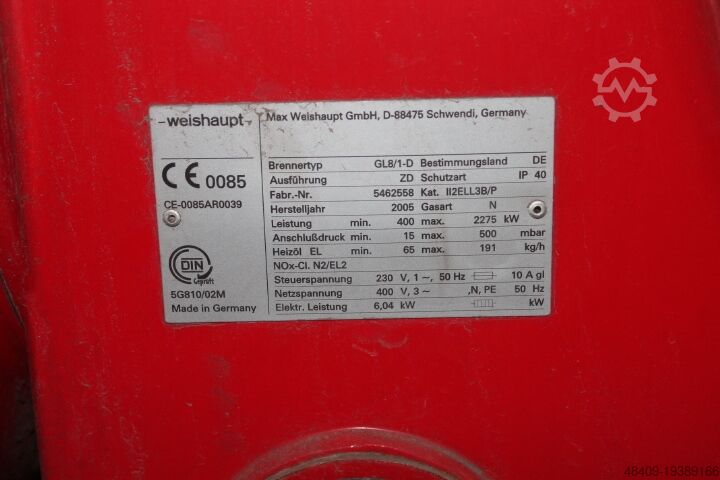 -weishaupt-
Max Weishaupt GmbH, D-88475 Schwendi, Germany
CE 0085
CE-0085AR0039
DIN
Geprüft
5G810/02M
Made in Germany
Brennertyp GL8/1-D Bestimmungsland DE
Ausführung ZD Schutzart IP 40
Fabr.-Nr. 5462558 Kat. II2ELL3B/P
Herstelljahr 2005 Gasart N
Leistung min. 400 max. 2275 kW
Anschlußdruck min. 15 max. 500 mbar
Heizöl EL min. 65 max. 191 kg/h
NOx-Cl. N2/EL2
Steuerspannung 230 V, 1~, 50 Hz 10 A gl
Netzspannung 400 V, 3~ ,N, PE 50 Hz
Elektr. Leistung 6,04 kW kW
48409-19389166